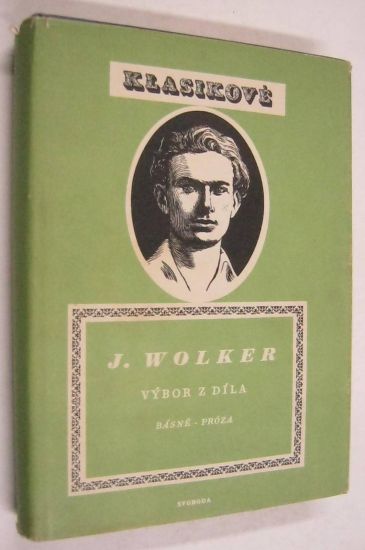 KLASIKOVÉ
J. WOLKER
VÝBOR Z DÍLA
BÁSNĚ - PRÓZA
SVOBODA